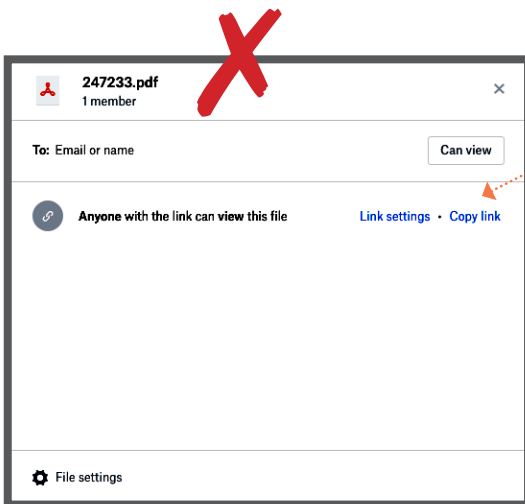 247233.pdf
1 member
To: Email or name
Can view
Anyone with the link can view this file
Link settings • Copy link
File settings